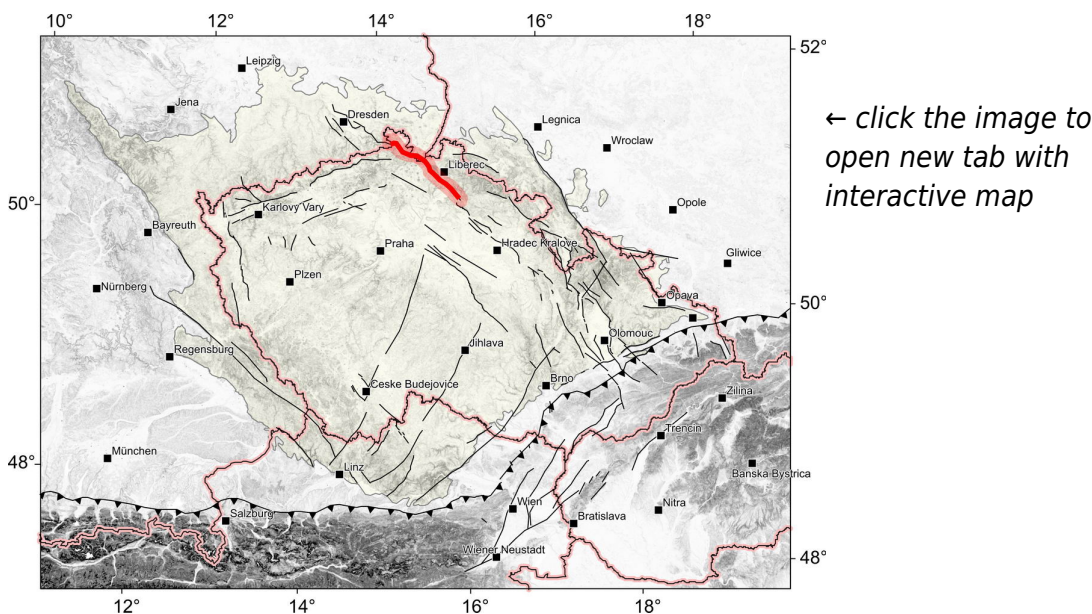 10° 12° 14° 16° 18°
52°
Leipzig
Jena
Dresden
Legnica
← click the image to
open new tab with
interactive map
Wroclaw
Liberec
50°
Karlovy Vary
Opole
Bayreuth
Praha
Hradec Kralove
Gliwice
Plzen
Nürnberg
Opava
50°
Olomouc
Regensburg
Jihlava
Ceske Budejovice
Brno
Zilina
Trencin
München
48°
Linz
Banska Bystrica
Wien
Nitra
Salzburg
Bratislava
Wiener Neustadt
48°
12° 14° 16° 18°